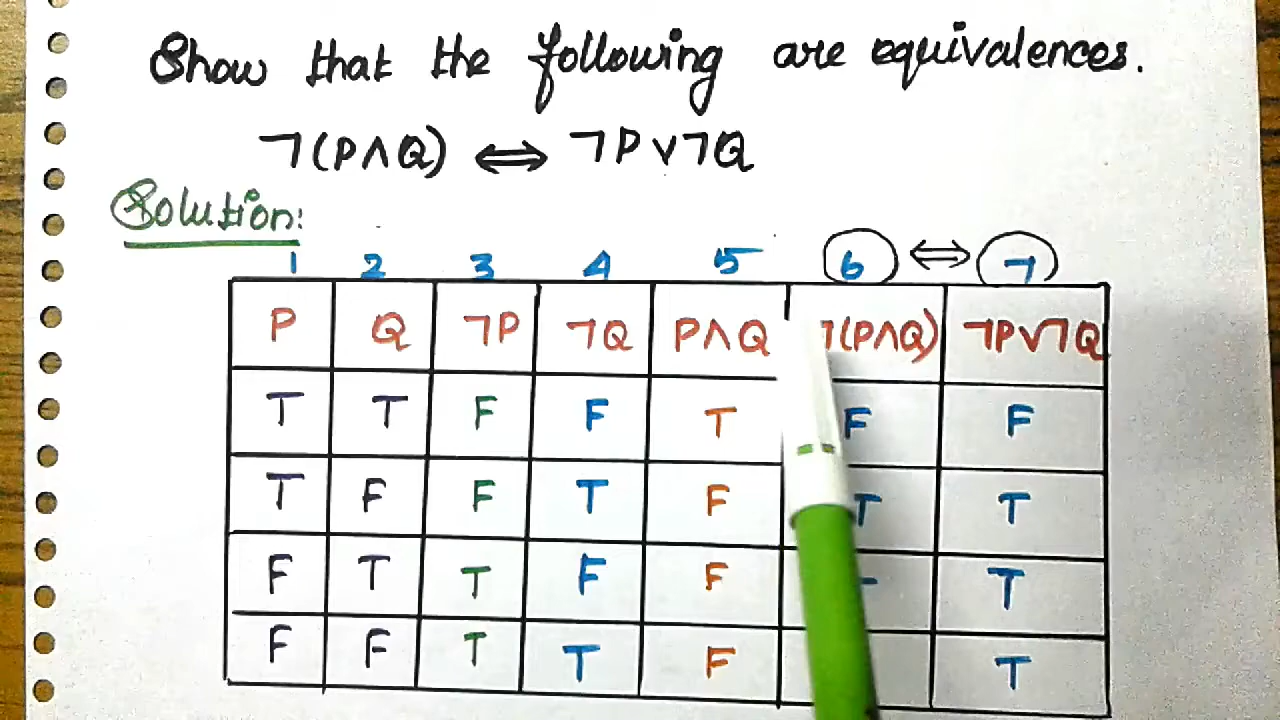 Show that the following are equivalences.
¬(P∧Q) ⇔ ¬P∨¬Q
Solution:
1 2 3 4 5 6 ⇔ 7
P Q ¬P ¬Q P∧Q ¬(P∧Q) ¬P∨¬Q
T T F F T F F
T F F T F T T
F T T F F T
F F T T F T